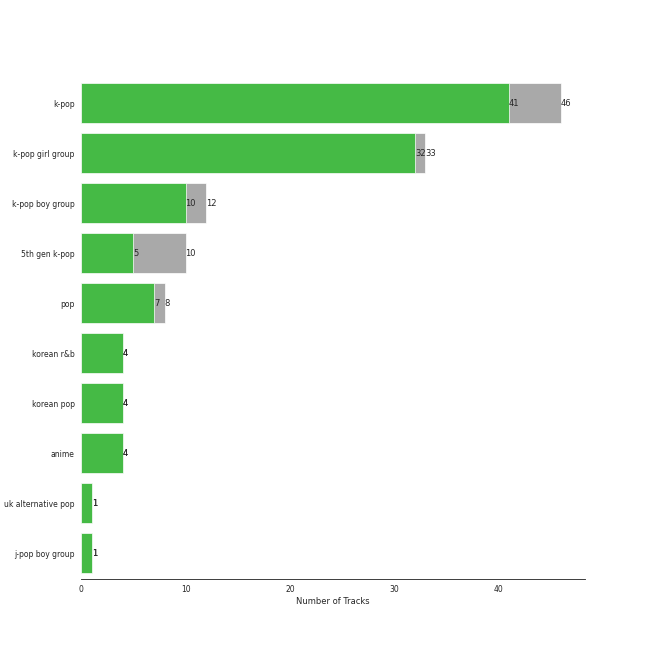 k-pop 41 46
k-pop girl group 32 33
k-pop boy group 10 12
5th gen k-pop 5 10
pop 7 8
korean r&b 4
korean pop 4
anime 4
uk alternative pop 1
j-pop boy group 1
0 10 20 30 40
Number of Tracks